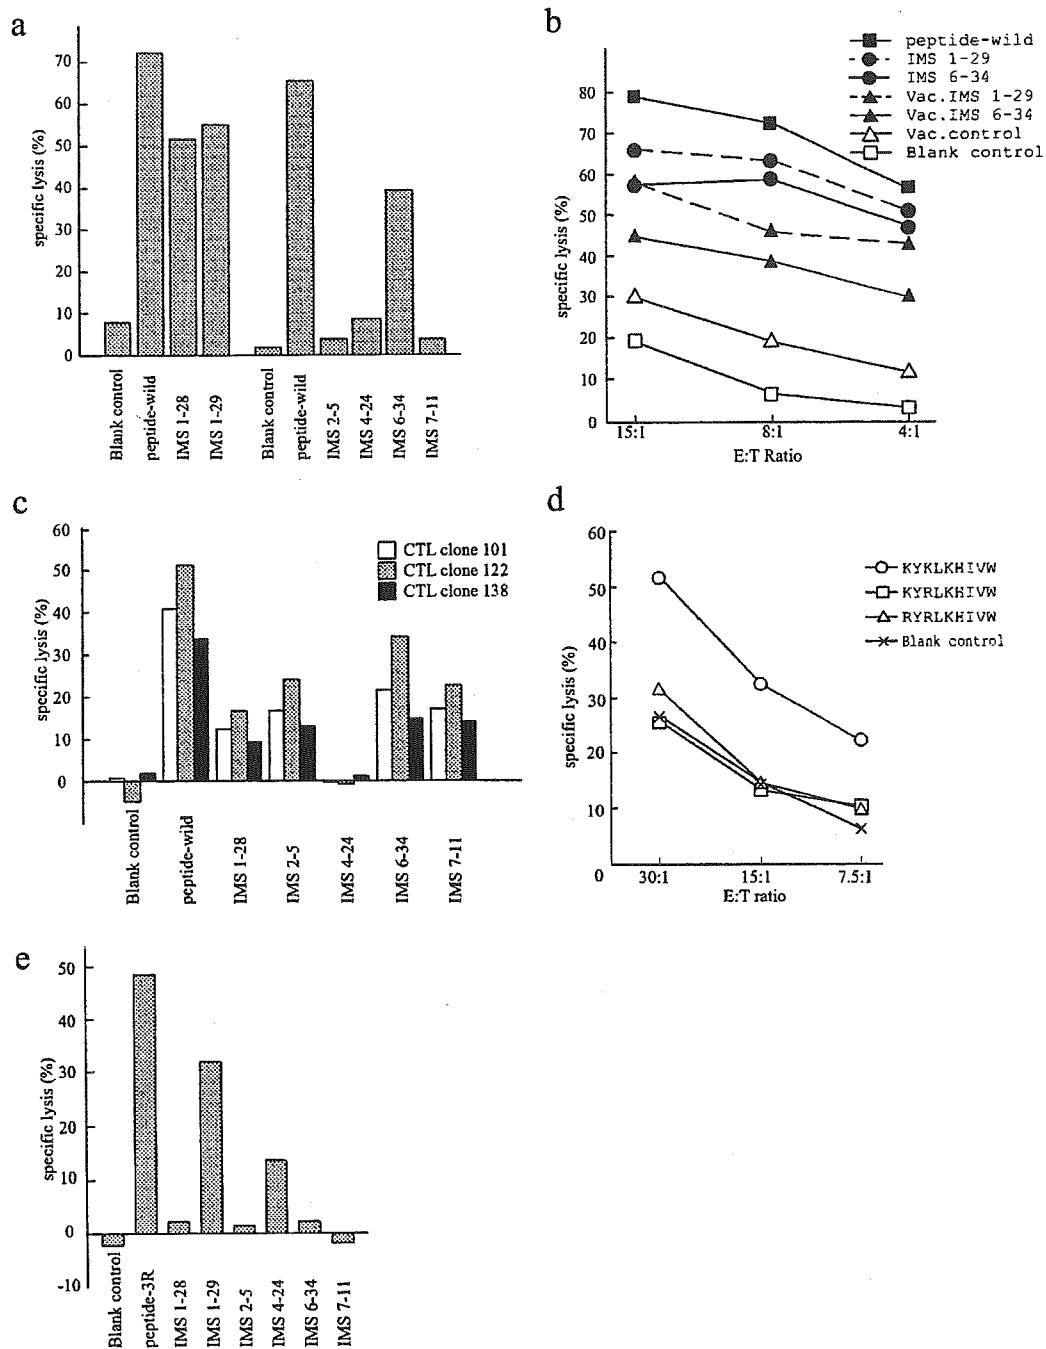 a
specific lysis (%)
70
60
50
40
30
20
10
0
Blank control
peptide-wild
IMS 1-28
IMS 1-29
Blank control
peptide-wild
IMS 2-5
IMS 4-24
IMS 6-34
IMS 7-11
b
peptide-wild
IMS 1-29
IMS 6-34
Vac.IMS 1-29
Vac.IMS 6-34
Vac.control
Blank control
specific lysis (%)
80
70
60
50
40
30
20
10
0
15:1
8:1
4:1
E:T Ratio
c
specific lysis (%)
60
50
40
30
20
10
0
CTL clone 101
CTL clone 122
CTL clone 138
Blank control
peptide-wild
IMS 1-28
IMS 2-5
IMS 4-24
IMS 6-34
IMS 7-11
d
specific lysis (%)
60
50
40
30
20
10
0
KYKLKHIVW
KYRLKHIVW
RYRLKHIVW
Blank control
30:1
15:1
7.5:1
E:T ratio
e
specific lysis (%)
50
40
30
20
10
0
-10
Blank control
peptide-3R
IMS 1-28
IMS 1-29
IMS 2-5
IMS 4-24
IMS 6-34
IMS 7-11